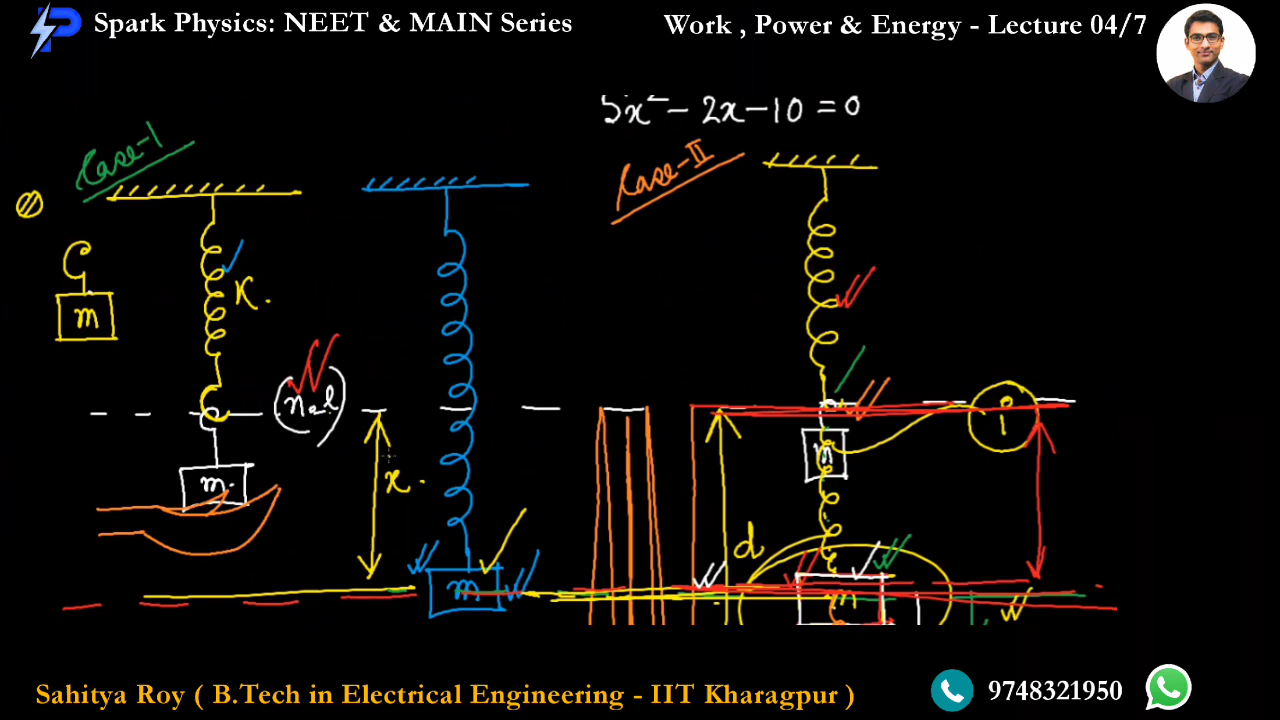 Spark Physics: NEET & MAIN Series
Work , Power & Energy - Lecture 04/7
5x² - 2x - 10 = 0
Case-I
Case-II
K.
m
m.
x.
m
m
i
d
m
Sahitya Roy ( B.Tech in Electrical Engineering - IIT Kharagpur )
9748321950